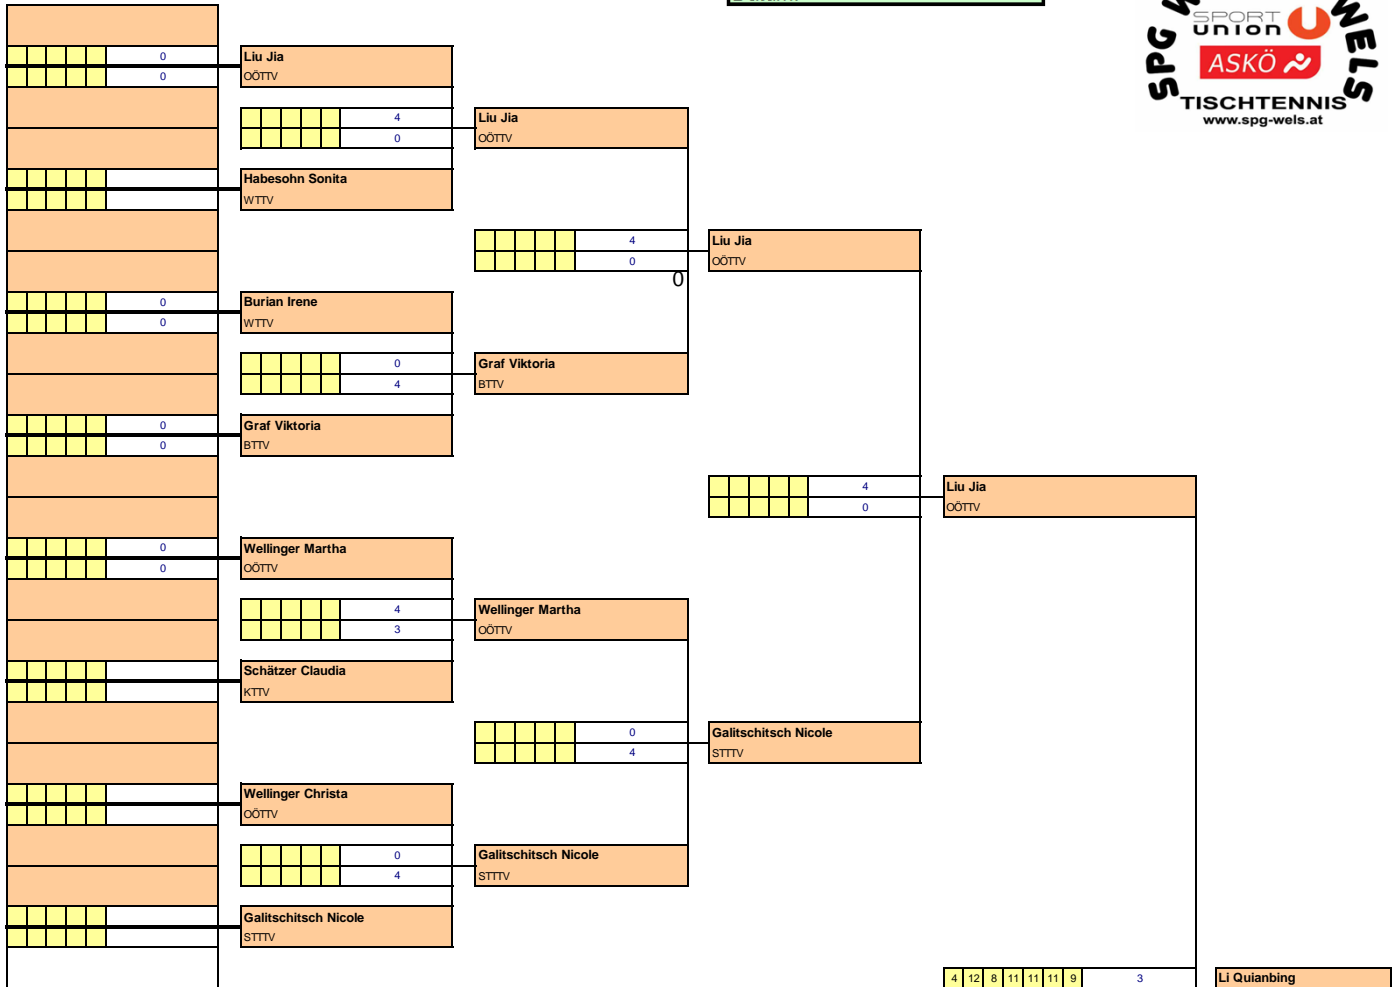 SPG W WELS
SPORT
union
ASKÖ
TISCHTENNIS
www.spg-wels.at
0
0
Liu Jia
OÖTTV
4
0
Liu Jia
OÖTTV
Habesohn Sonita
WTTV
4
0
0
Liu Jia
OÖTTV
0
0
Burian Irene
WTTV
0
4
Graf Viktoria
BTTV
0
0
Graf Viktoria
BTTV
4
0
Liu Jia
OÖTTV
0
0
Wellinger Martha
OÖTTV
4
3
Wellinger Martha
OÖTTV
Schätzer Claudia
KTTV
0
4
Galitschitsch Nicole
STTTV
Wellinger Christa
OÖTTV
0
4
Galitschitsch Nicole
STTTV
Galitschitsch Nicole
STTTV
4 12 8 11 11 11 9 3
Li Quianbing